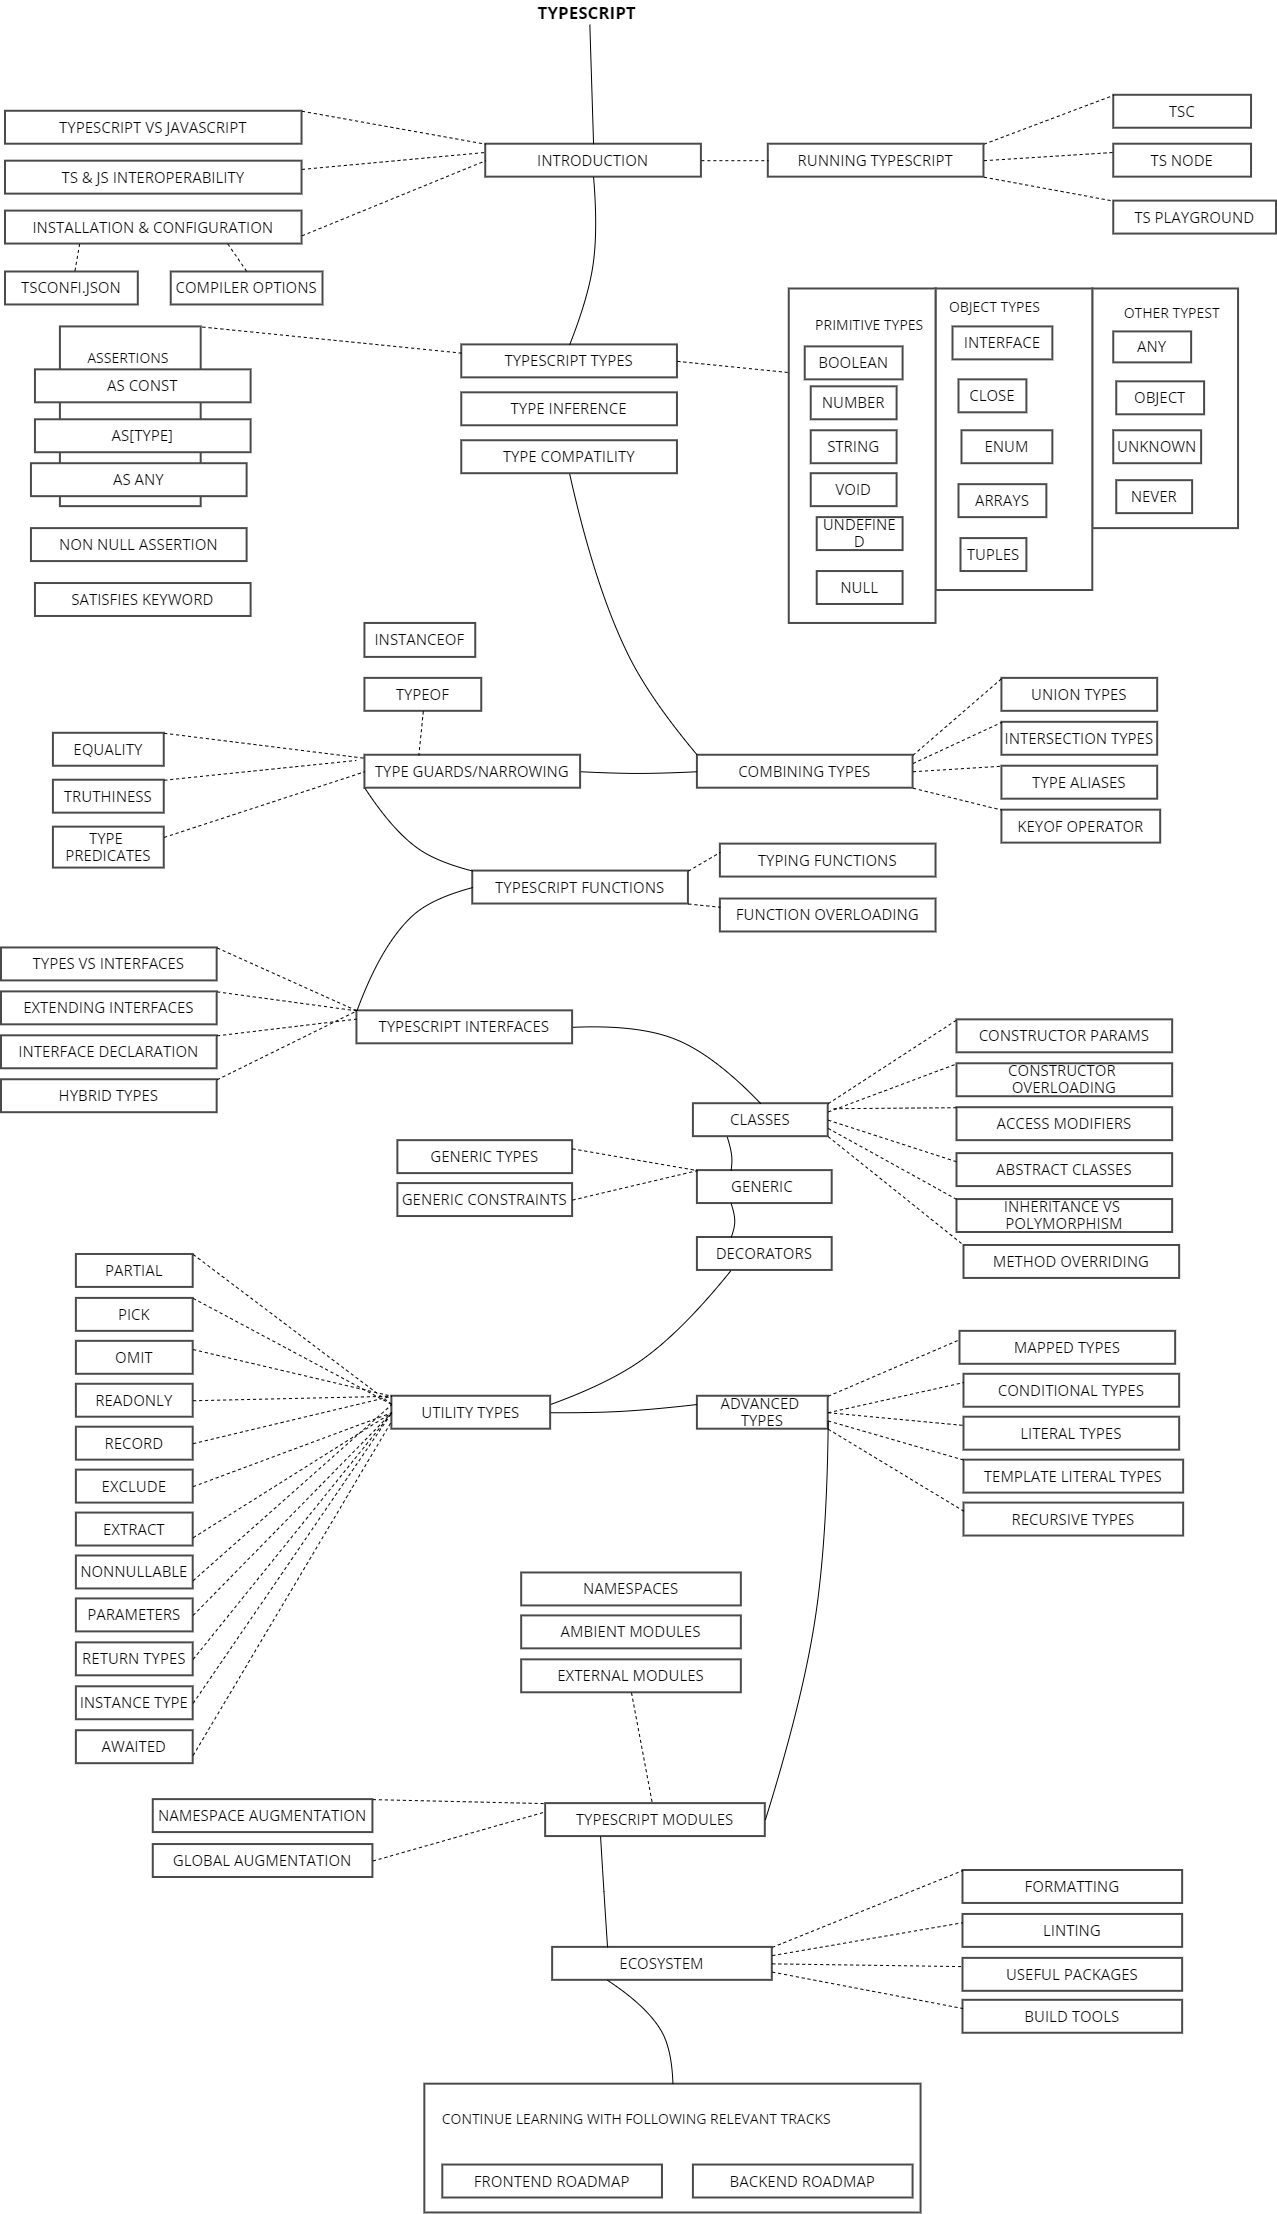 TYPESCRIPT
TYPESCRIPT VS JAVASCRIPT
TS & JS INTEROPERABILITY
INSTALLATION & CONFIGURATION
TSCONFI.JSON
COMPILER OPTIONS
INTRODUCTION
RUNNING TYPESCRIPT
TSC
TS NODE
TS PLAYGROUND
ASSERTIONS
AS CONST
AS[TYPE]
AS ANY
NON NULL ASSERTION
SATISFIES KEYWORD
TYPESCRIPT TYPES
TYPE INFERENCE
TYPE COMPATILITY
PRIMITIVE TYPES
BOOLEAN
NUMBER
STRING
VOID
UNDEFINE
D
NULL
OBJECT TYPES
INTERFACE
CLOSE
ENUM
ARRAYS
TUPLES
OTHER TYPEST
ANY
OBJECT
UNKNOWN
NEVER
INSTANCEOF
TYPEOF
EQUALITY
TRUTHINESS
TYPE
PREDICATES
TYPE GUARDS/NARROWING
COMBINING TYPES
UNION TYPES
INTERSECTION TYPES
TYPE ALIASES
KEYOF OPERATOR
TYPESCRIPT FUNCTIONS
TYPING FUNCTIONS
FUNCTION OVERLOADING
TYPES VS INTERFACES
EXTENDING INTERFACES
INTERFACE DECLARATION
HYBRID TYPES
TYPESCRIPT INTERFACES
CLASSES
CONSTRUCTOR PARAMS
CONSTRUCTOR
OVERLOADING
ACCESS MODIFIERS
ABSTRACT CLASSES
INHERITANCE VS
POLYMORPHISM
METHOD OVERRIDING
GENERIC TYPES
GENERIC CONSTRAINTS
GENERIC
DECORATORS
PARTIAL
PICK
OMIT
READONLY
RECORD
EXCLUDE
EXTRACT
NONNULLABLE
PARAMETERS
RETURN TYPES
INSTANCE TYPE
AWAITED
UTILITY TYPES
ADVANCED
TYPES
MAPPED TYPES
CONDITIONAL TYPES
LITERAL TYPES
TEMPLATE LITERAL TYPES
RECURSIVE TYPES
NAMESPACES
AMBIENT MODULES
EXTERNAL MODULES
NAMESPACE AUGMENTATION
GLOBAL AUGMENTATION
TYPESCRIPT MODULES
ECOSYSTEM
FORMATTING
LINTING
USEFUL PACKAGES
BUILD TOOLS
CONTINUE LEARNING WITH FOLLOWING RELEVANT TRACKS
FRONTEND ROADMAP
BACKEND ROADMAP